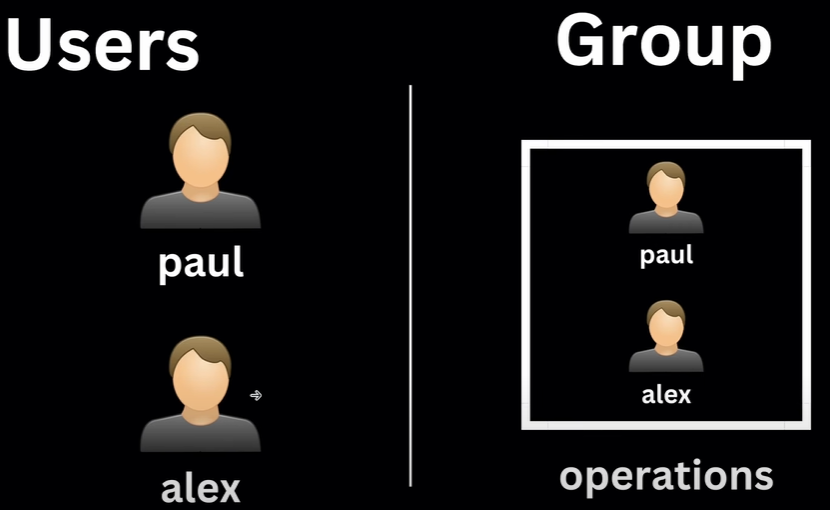 Users
paul
alex
Group
paul
alex
operations